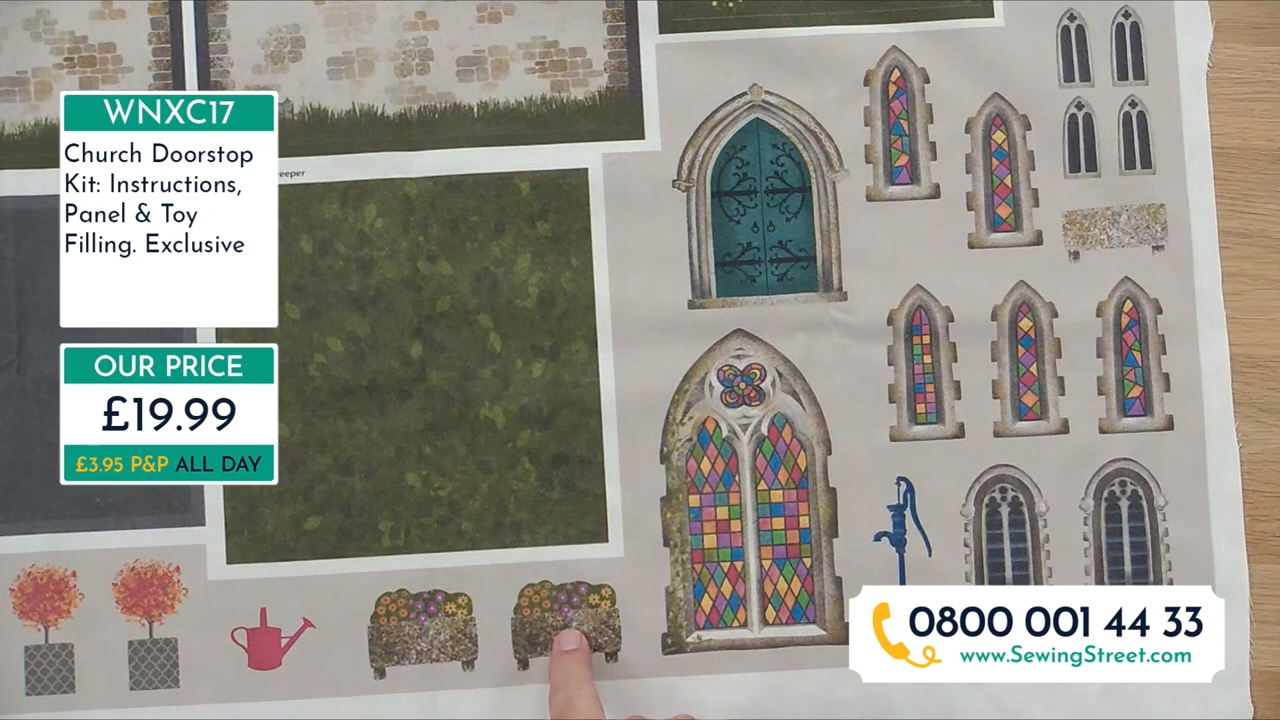 WNXC17
Church Doorstop
Kit: Instructions,
Panel & Toy
Filling. Exclusive
OUR PRICE
£19.99
£3.95 P&P ALL DAY
0800 001 44 33
www.SewingStreet.com